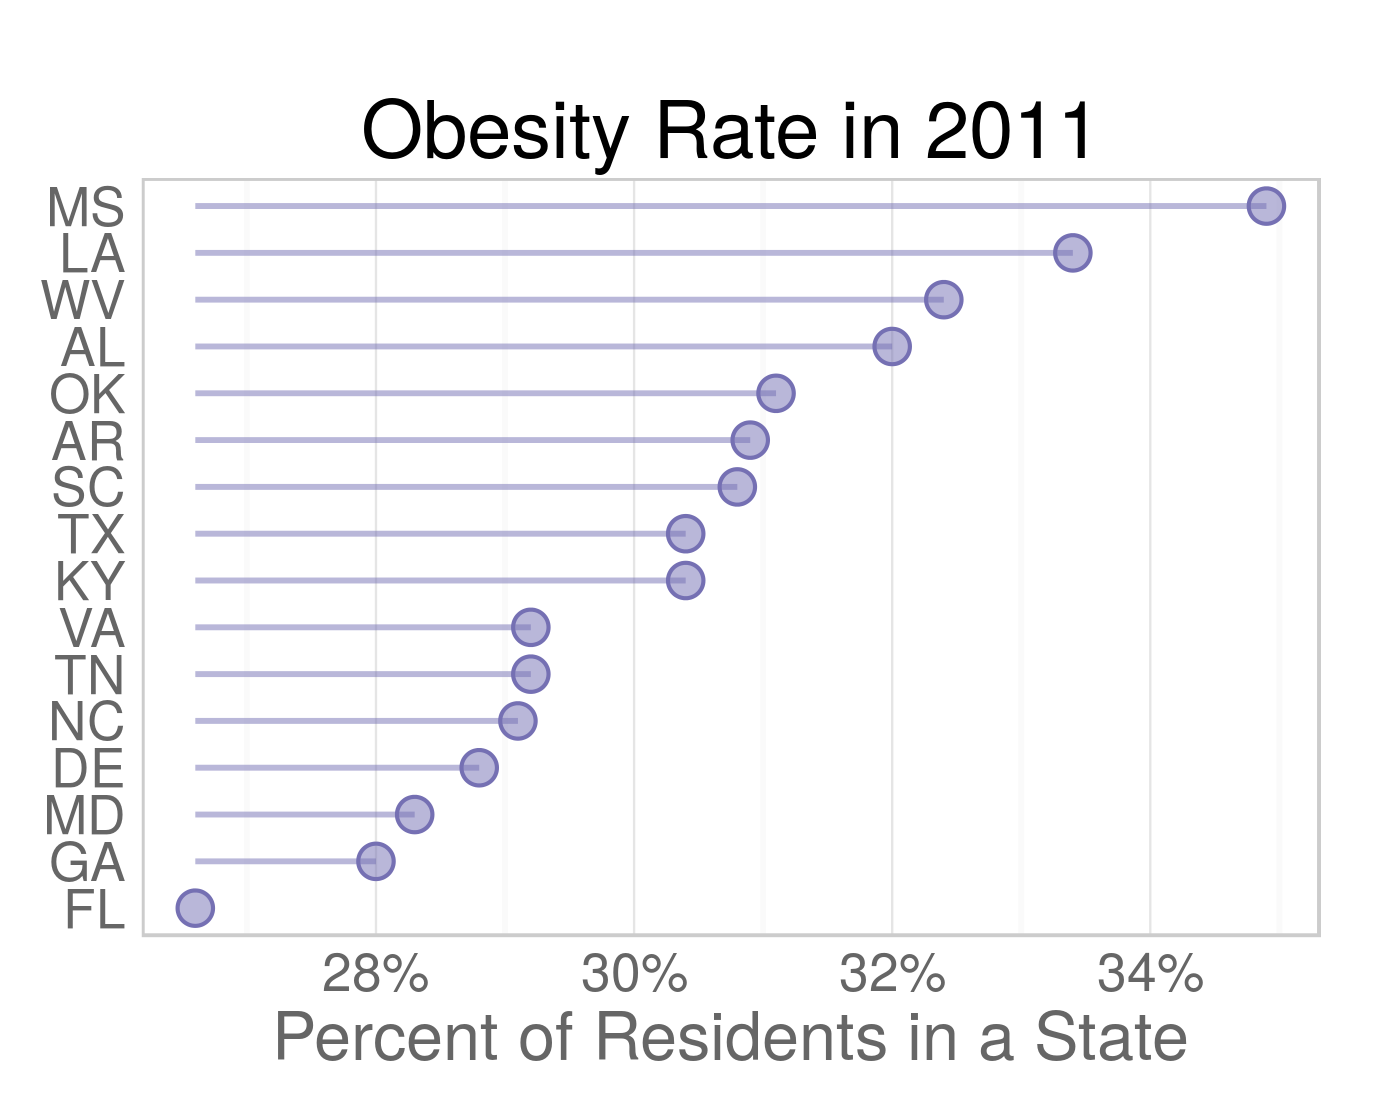 Obesity Rate in 2011
MS
LA
WV
AL
OK
AR
SC
TX
KY
VA
TN
NC
DE
MD
GA
FL
28% 30% 32% 34%
Percent of Residents in a State